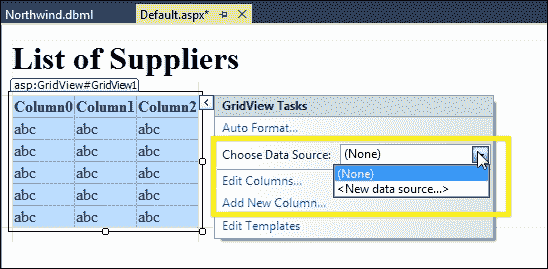 Northwind.dbml
Default.aspx*
List of Suppliers
asp:GridView#GridView1
Column0 Column1 Column2
abc abc abc
abc abc abc
abc abc abc
abc abc abc
abc abc abc
GridView Tasks
Auto Format...
Choose Data Source: (None)
(None)
<New data source...>
Edit Columns...
Add New Column...
Edit Templates